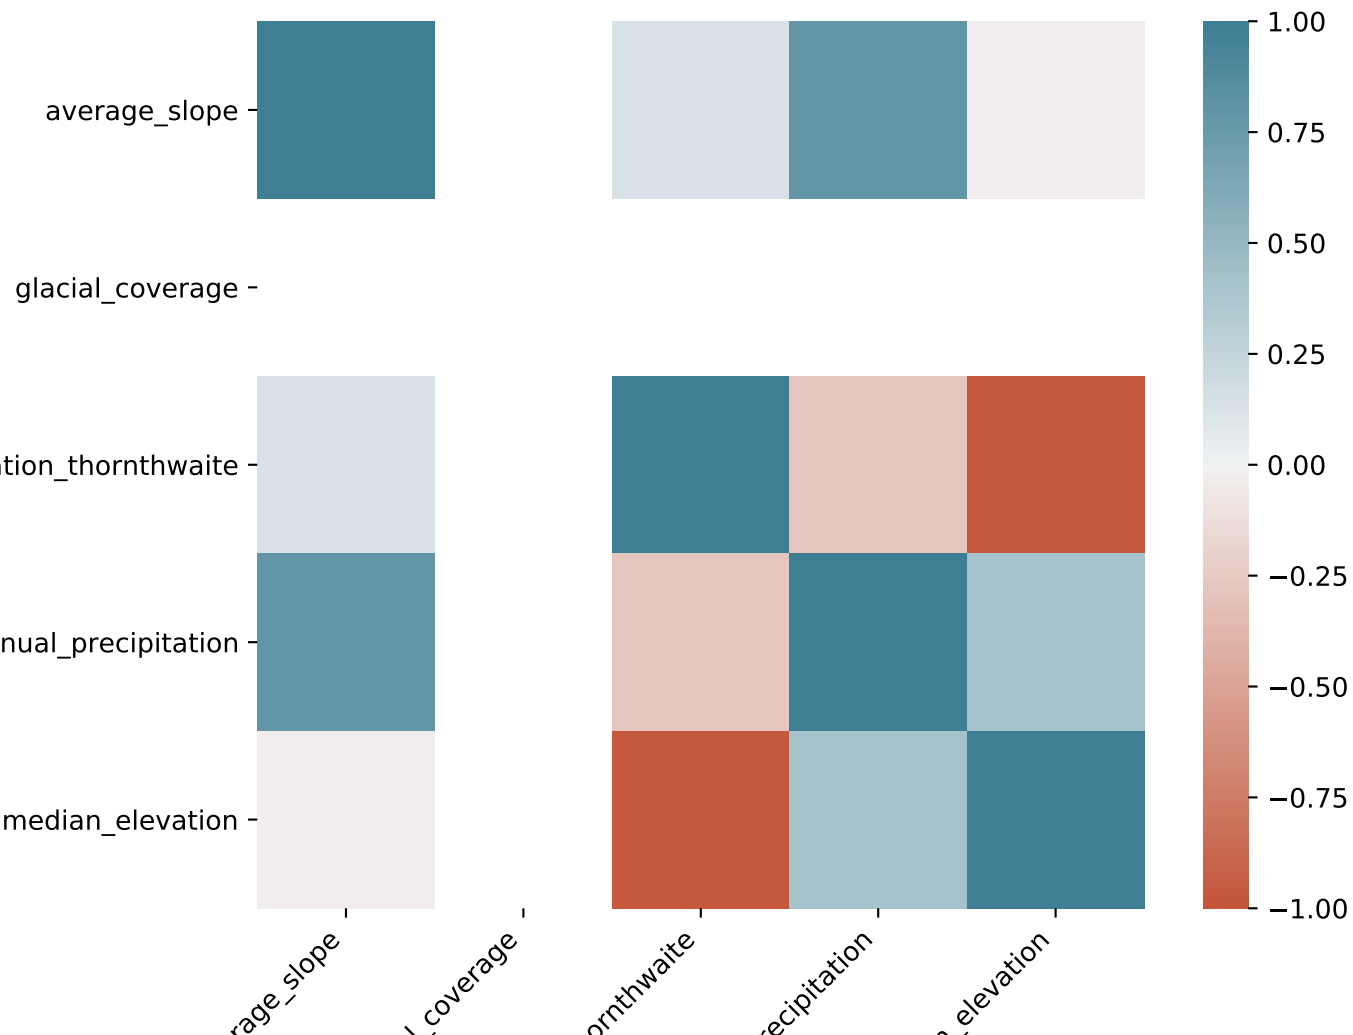 average_slope
glacial_coverage
ation_thornthwaite
nual_precipitation
median_elevation
rage_slope
l_coverage
ornthwaite
recipitation
n_elevation
1.00
0.75
0.50
0.25
0.00
−0.25
−0.50
−0.75
−1.00